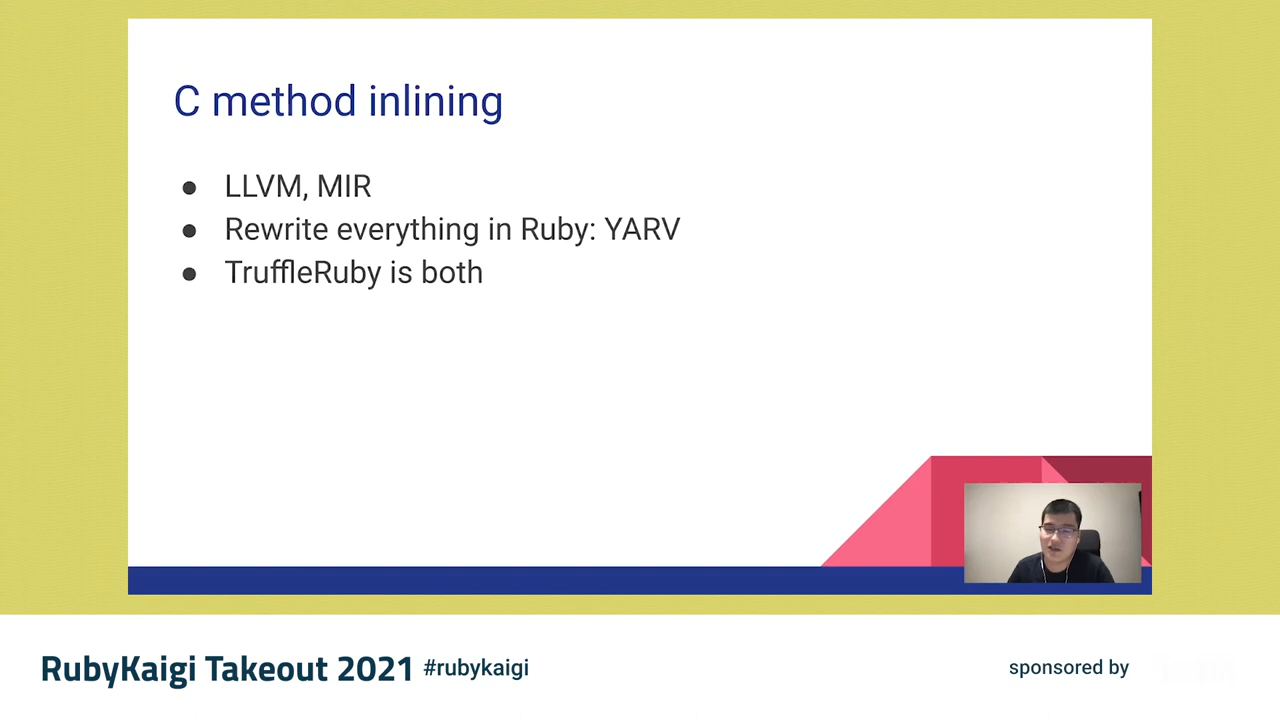 C method inlining
● LLVM, MIR
● Rewrite everything in Ruby: YARV
● TruffleRuby is both
RubyKaigi Takeout 2021 #rubykaigi
sponsored by